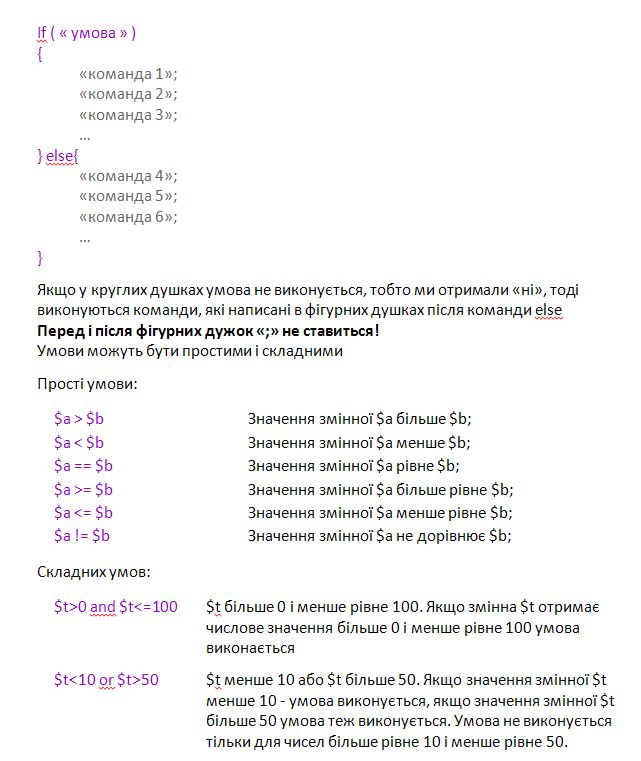 If ( « умова » )
{
«команда 1»;
«команда 2»;
«команда 3»;
...
} else{
«команда 4»;
«команда 5»;
«команда 6»;
...
}
Якщо у круглих душках умова не виконується, тобто ми отримали «ні», тоді
виконуються команди, які написані в фігурних душках після команди else
Перед і після фігурних дужок «;» не ставиться!
Умови можуть бути простими і складними
Прості умови:
$a > $b Значення змінної $a більше $b;
$a < $b Значення змінної $a менше $b;
$a == $b Значення змінної $a рівне $b;
$a >= $b Значення змінної $a більше рівне $b;
$a <= $b Значення змінної $a менше рівне $b;
$a != $b Значення змінної $a не дорівнює $b;
Складних умов:
$t>0 and $t<=100 $t більше 0 і менше рівне 100. Якщо змінна $t отримає
числове значення більше 0 і менше рівне 100 умова
виконається
$t<10 or $t>50 $t менше 10 або $t більше 50. Якщо значення змінної $t
менше 10 - умова виконується, якщо значення змінної $t
більше 50 умова теж виконується. Умова не виконується
тільки для чисел більше рівне 10 і менше рівне 50.